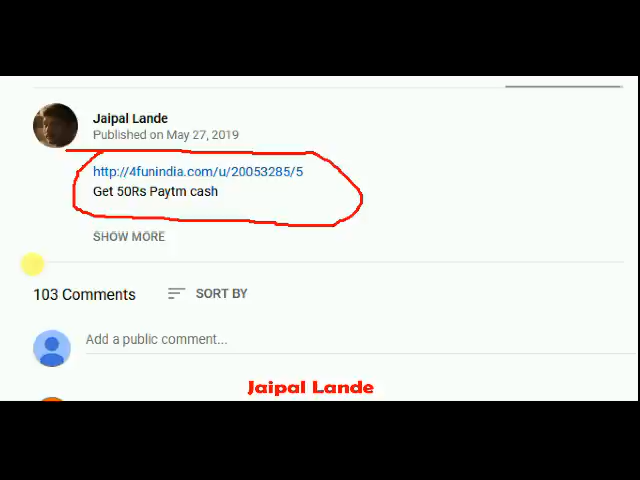 Jaipal Lande
Published on May 27, 2019
http://4funindia.com/u/20053285/5
Get 50Rs Paytm cash
SHOW MORE
103 Comments
SORT BY
Add a public comment...
Jaipal Lande